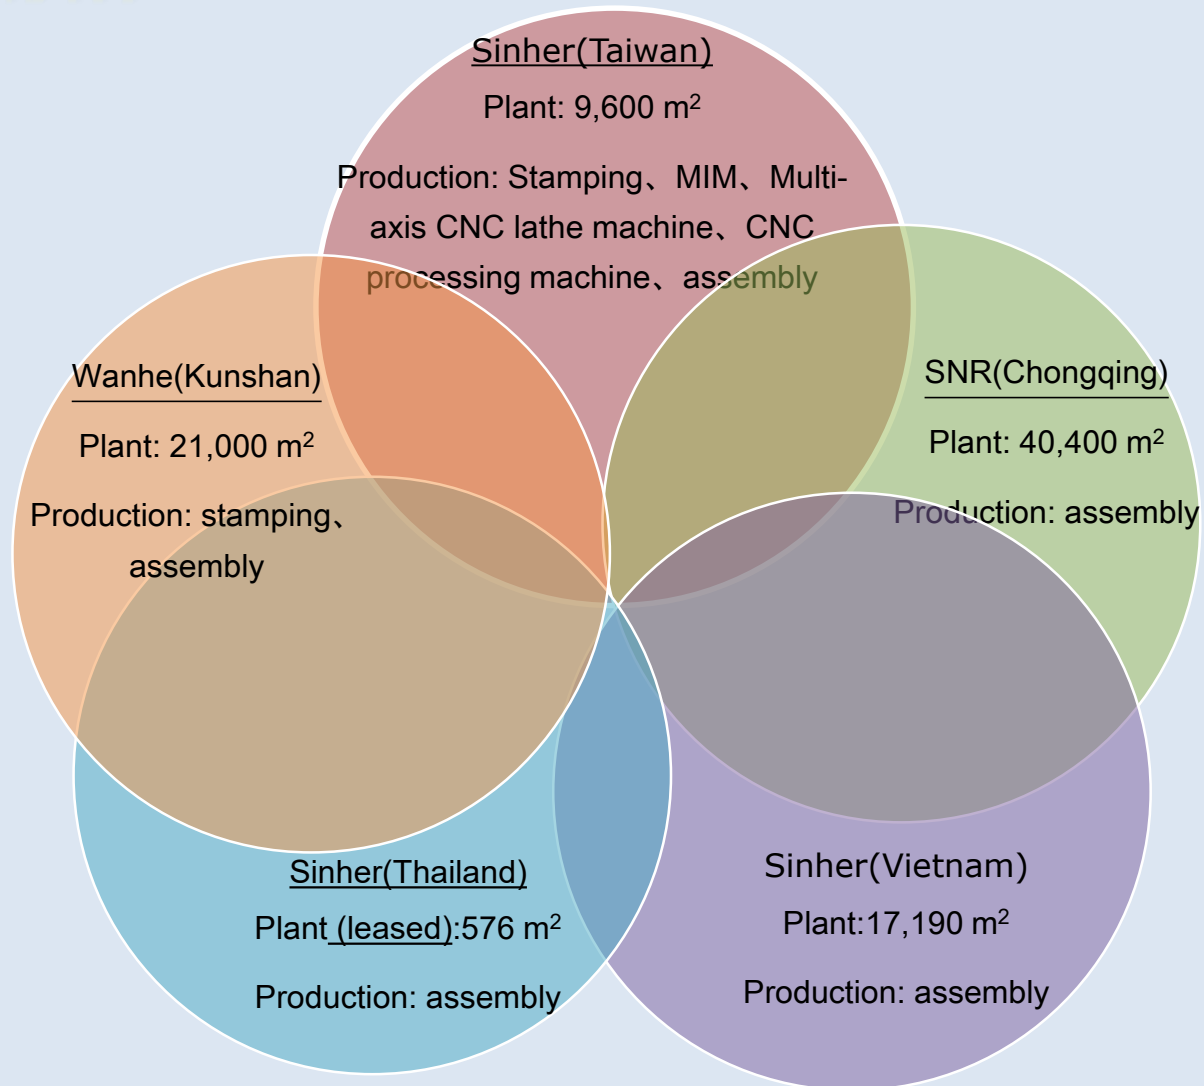 Sinher(Taiwan)
Plant: 9,600 m²
Production: Stamping、MIM、Multi-
axis CNC lathe machine、CNC
processing machine、assembly
Wanhe(Kunshan)
Plant: 21,000 m²
Production: stamping、
assembly
SNR(Chongqing)
Plant: 40,400 m²
Production: assembly
Sinher(Thailand)
Plant (leased):576 m²
Production: assembly
Sinher(Vietnam)
Plant:17,190 m²
Production: assembly